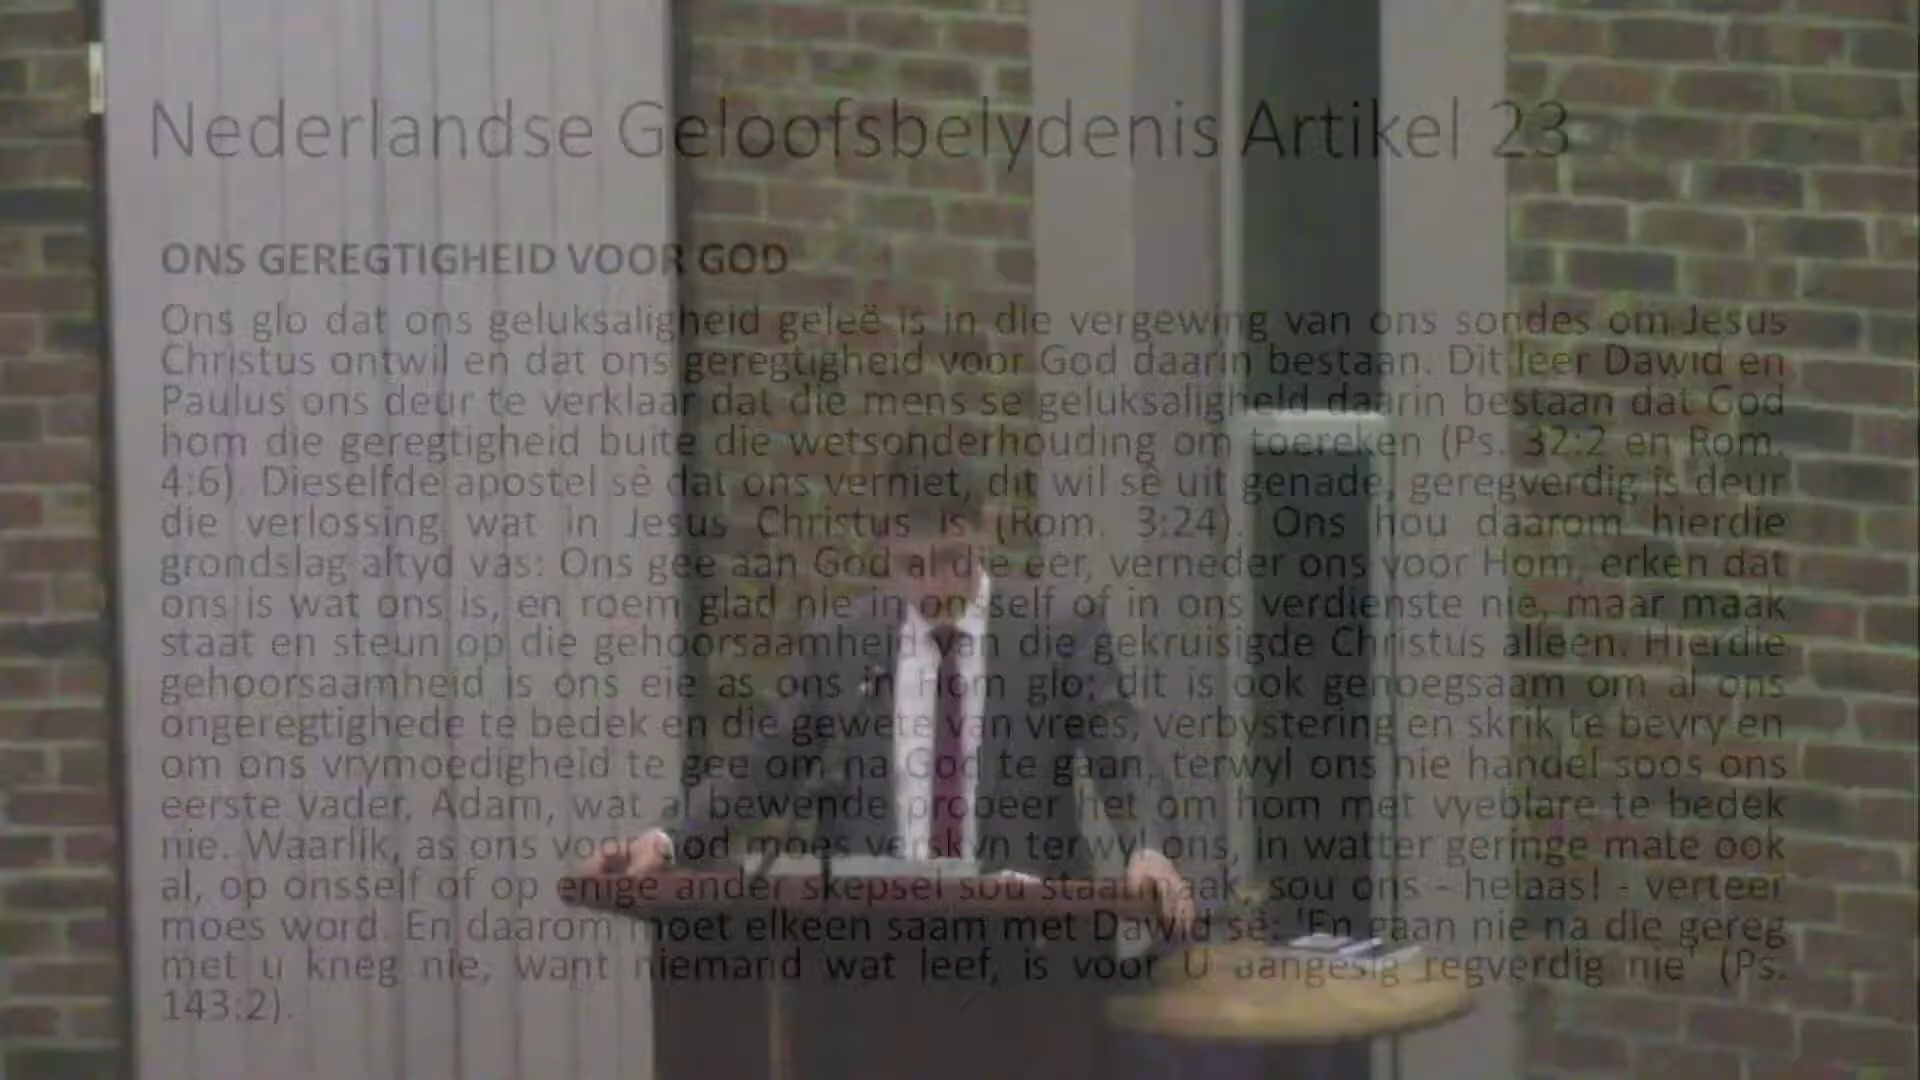 Nederlandse Geloofsbelydenis Artikel 23
ONS GEREGTIGHEID VOOR GOD
Ons glo dat ons geluksaligheid geleë is in die vergewing van ons sondes om Jesus
Christus ontwil en dat ons geregtigheid voor God daarin bestaan. Dit leer Dawid en
Paulus ons deur te verklaar dat die mens se geluksaligheid daarin bestaan dat God
hom die geregtigheid buite die wetsonderhouding om toereken (Ps. 32:2 en Rom.
4:6). Dieselfde apostel sê dat ons verniet, dit wil sê uit genade, geregverdig is deur
die verlossing wat in Jesus Christus is (Rom. 3:24). Ons hou daarom hierdie
grondslag altyd vas: Ons gee aan God al die eer, verneder ons voor Hom, erken dat
ons is wat ons is, en roem glad nie in onsself of in ons verdienste nie, maar maak
staat en steun op die gehoorsaamheid van die gekruisigde Christus alleen. Hierdie
gehoorsaamheid is ons eie as ons in Hom glo; dit is ook genoegsaam om al ons
ongeregtighede te bedek en die gewete van vrees, verbystering en skrik te bevry en
om ons vrymoedigheid te gee om na God te gaan, terwyl ons nie handel soos ons
eerste vader, Adam, wat al bewende probeer het om hom met vyeblare te bedek
nie. Waarlik, as ons voor God moes verskyn terwyl ons, in watter geringe mate ook
al, op onsself of op enige ander skepsel sou staatmaak, sou ons - helaas! - verteer
moes word. En daarom moet elkeen saam met Dawid sê: 'En gaan nie na die gereg
met u kneg nie, want niemand wat leef, is voor U aangesig regverdig nie' (Ps.
143:2).